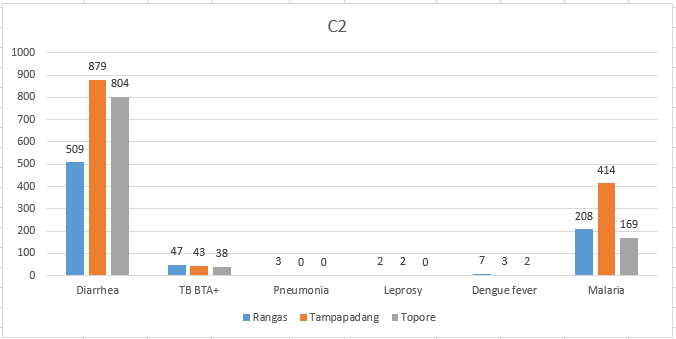 C2
1000
900
800
700
600
500
400
300
200
100
0
509 879 804
47 43 38
3 0 0
2 2 0
7 3 2
208 414 169
Diarrhea TB BTA+ Pneumonia Leprosy Dengue fever Malaria
Rangas Tampapadang Topore